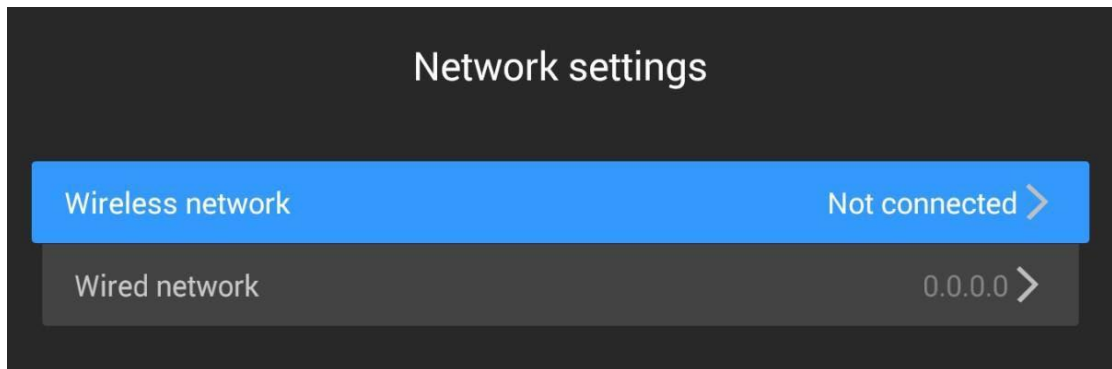 Network settings
Wireless network Not connected
Wired network 0.0.0.0